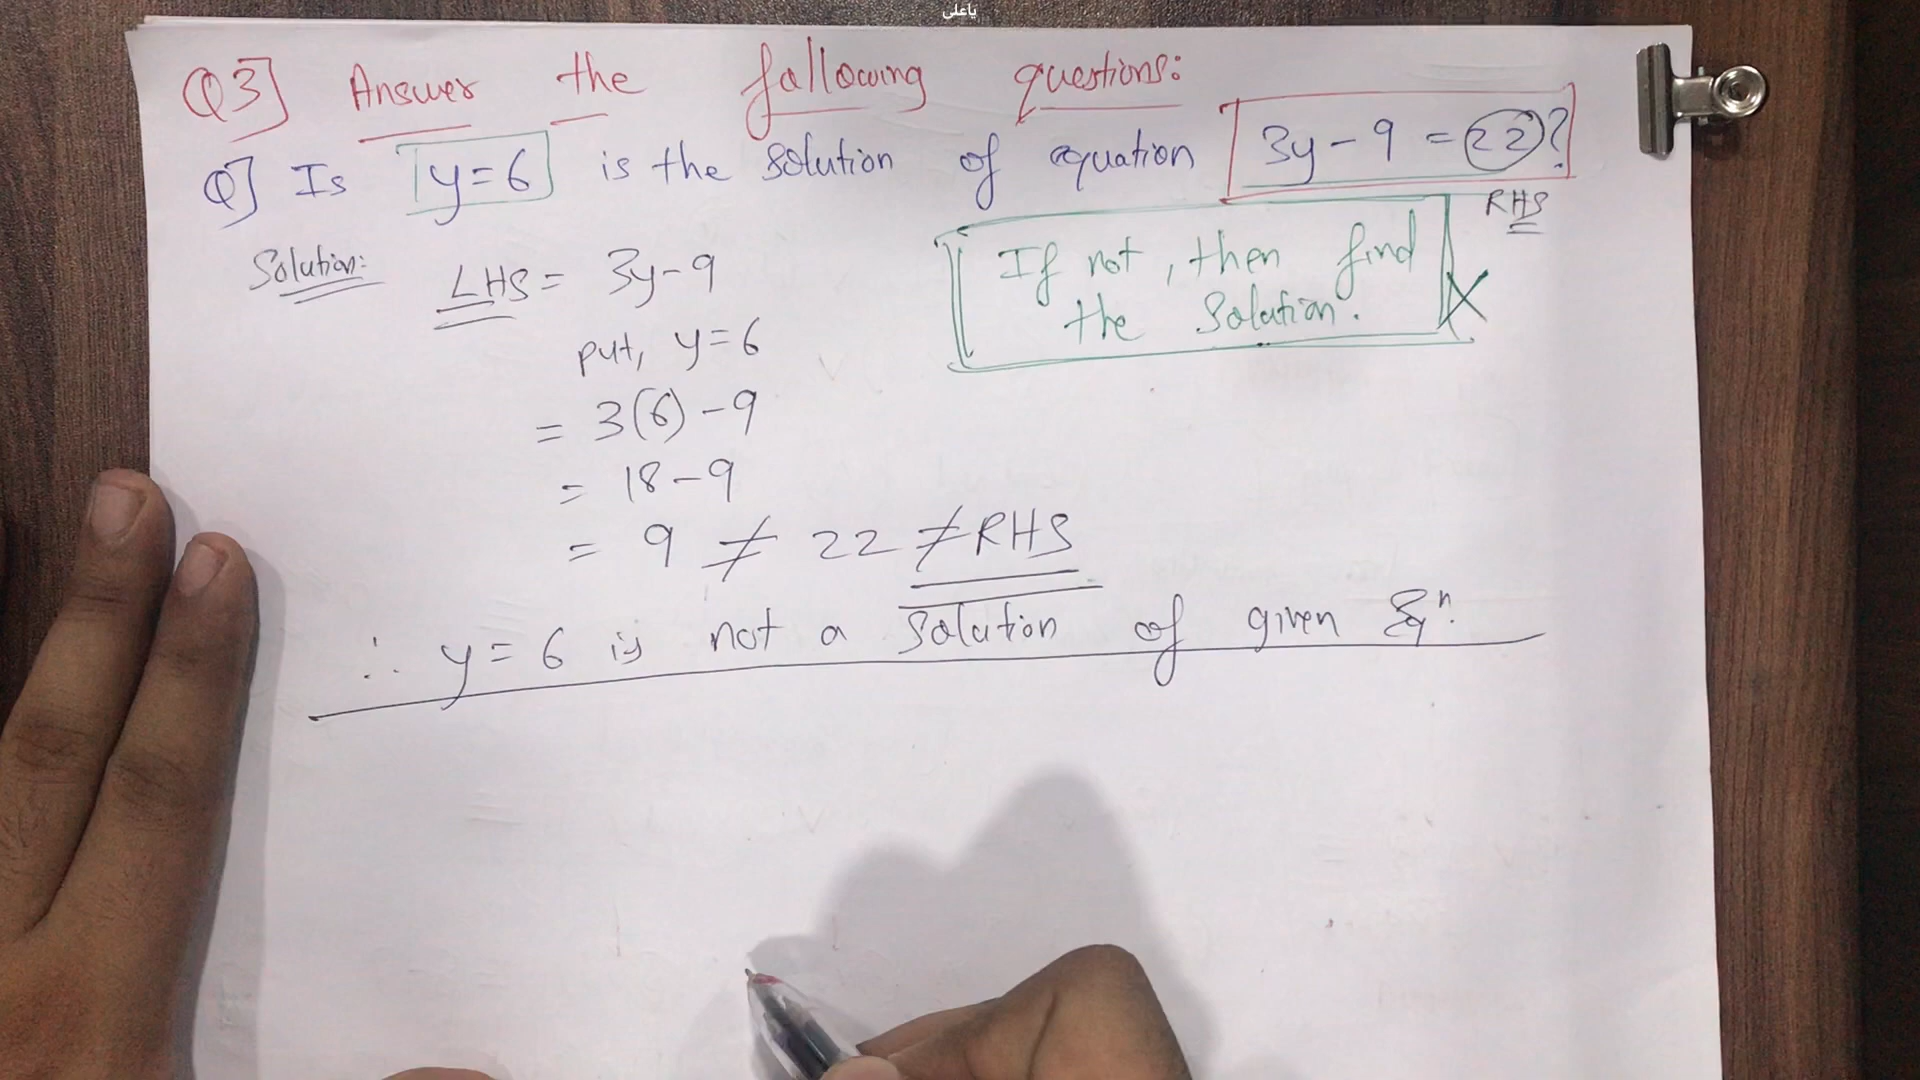 ياعلى
Q3] Answer the following questions:
Q] Is y=6 is the solution of equation 3y-9 = 22?
RHS
If not, then find
the solution.
Solution:
LHS = 3y-9
put, y=6
= 3(6)-9
= 18-9
= 9 ≠ 22 ≠ RHS
∴ y=6 is not a solution of given Eqⁿ.